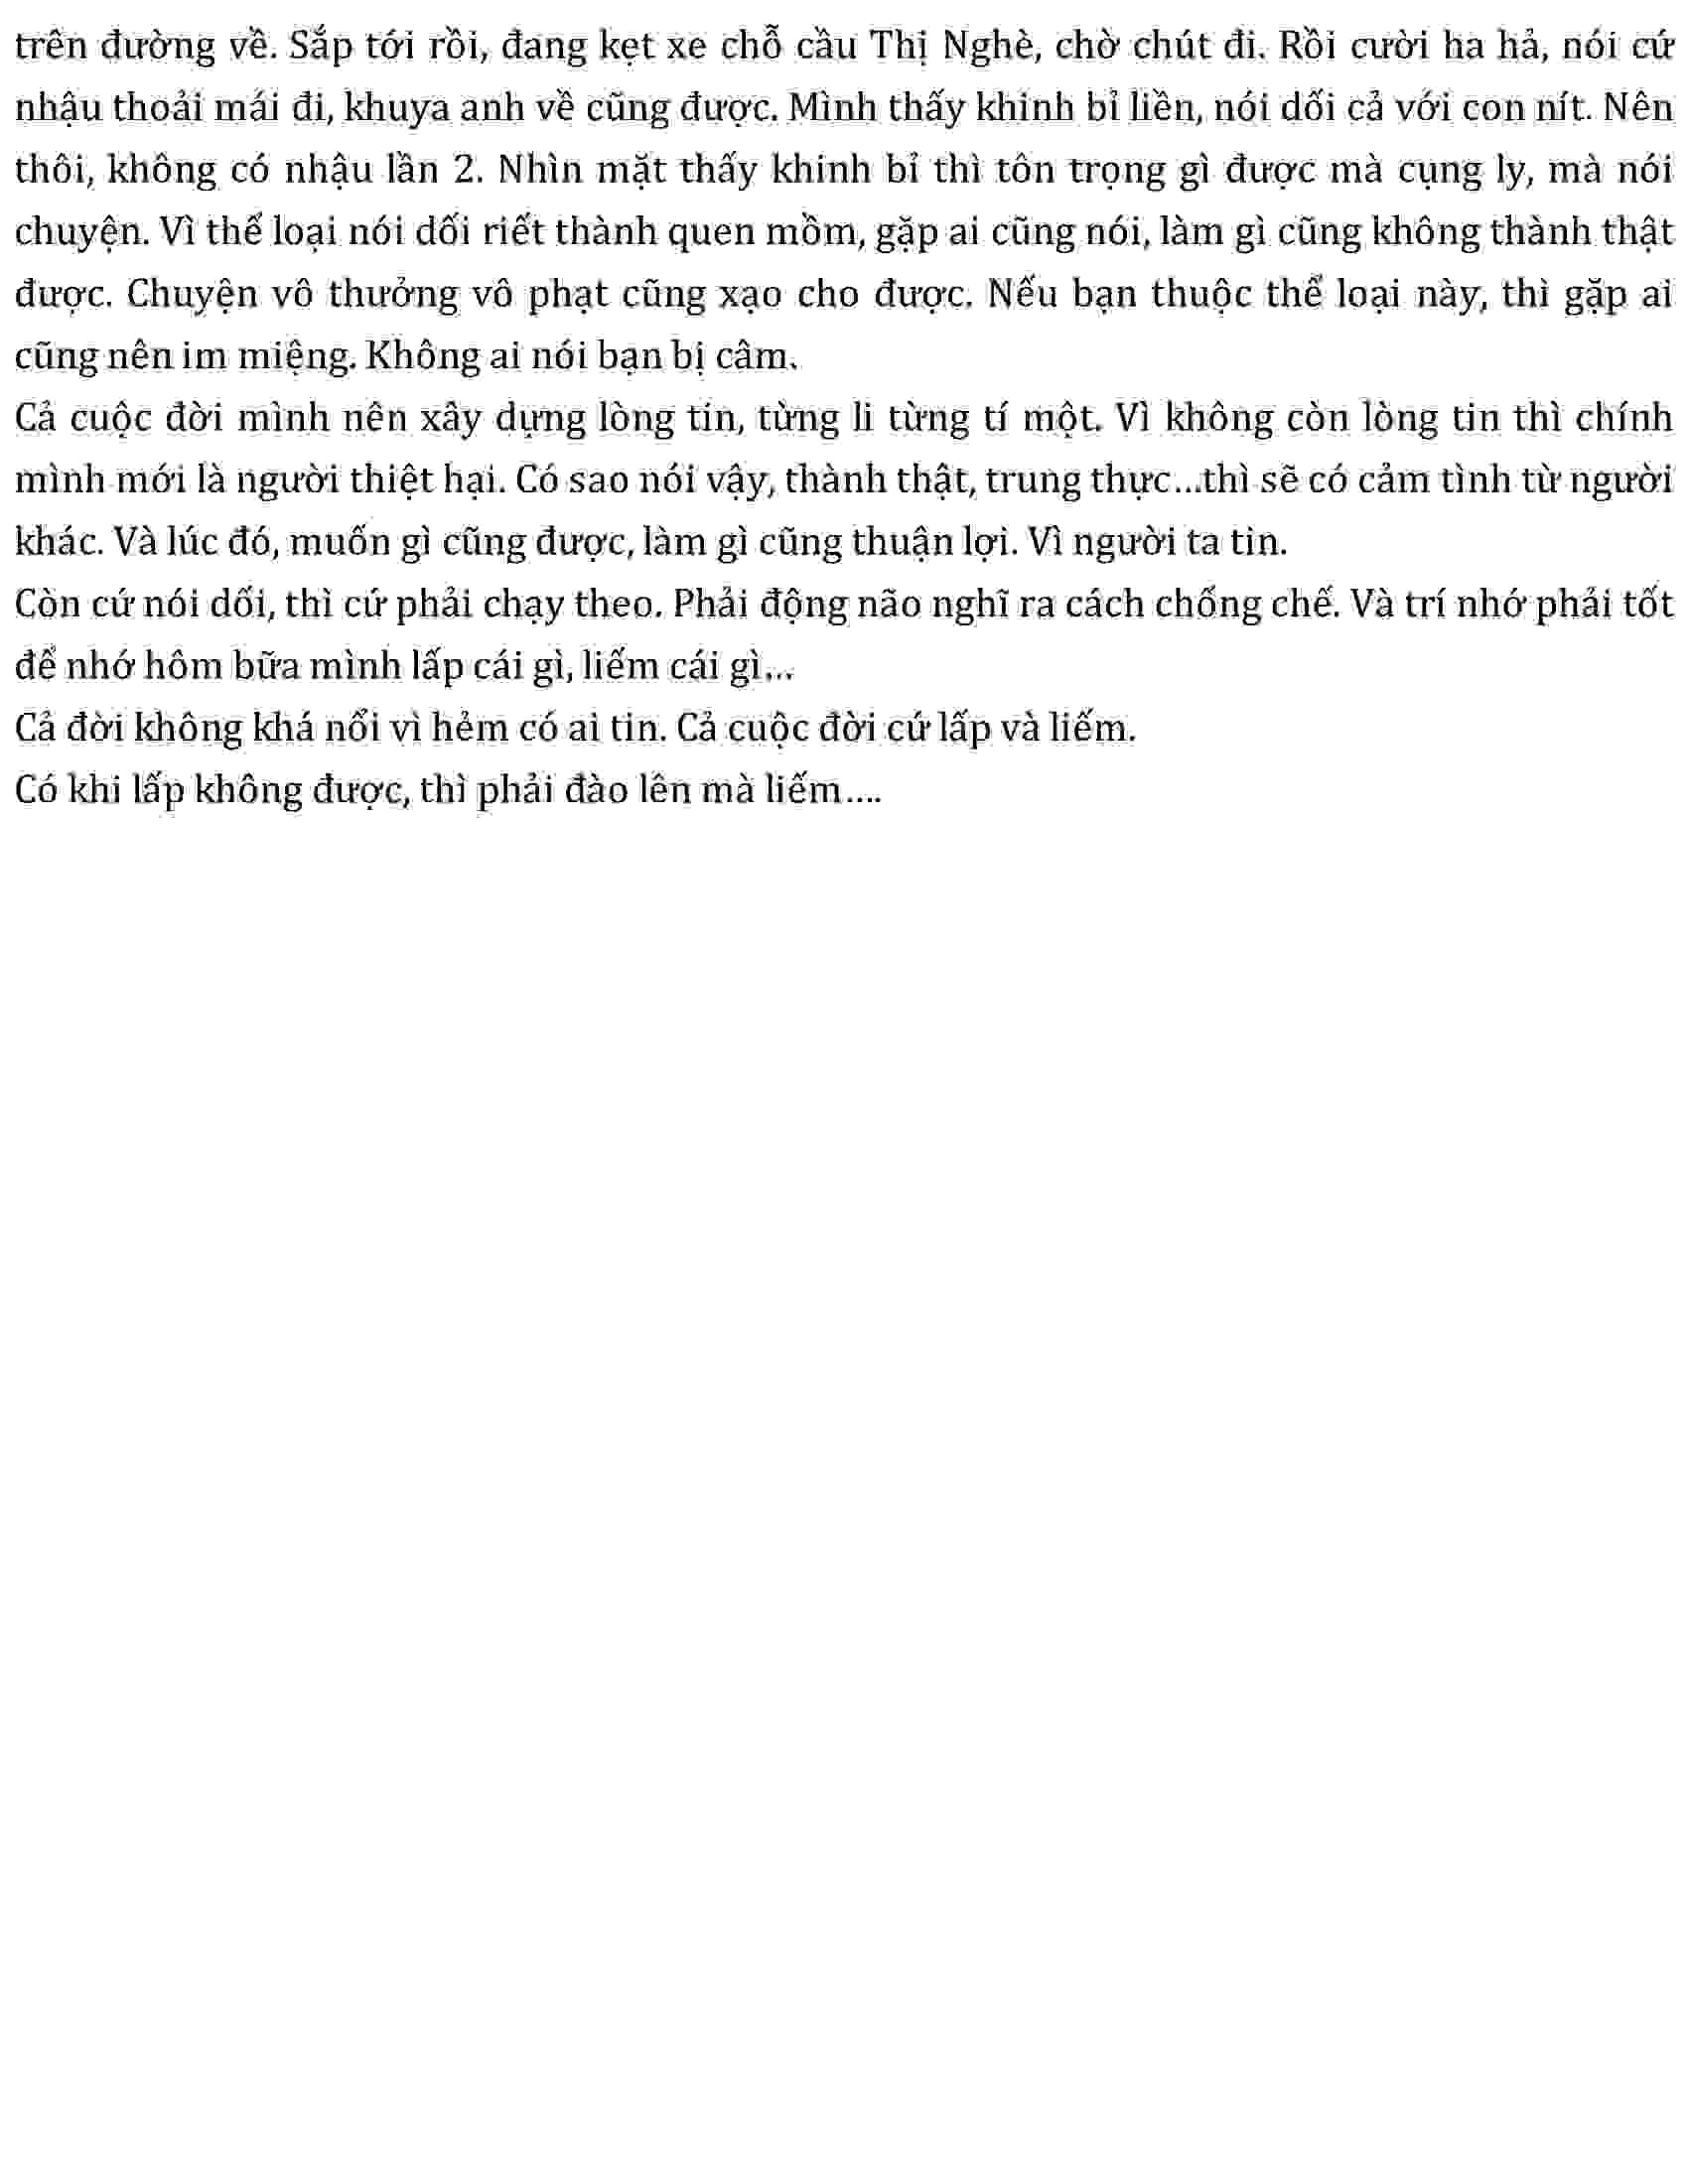 trên đường về. Sắp tới rồi, đang kẹt xe chỗ cầu Thị Nghè, chờ chút đi. Rồi cười ha hả, nói cứ
nhậu thoải mái đi, khuya anh về cũng được. Mình thấy khinh bỉ liền, nói dối cả với con nít. Nên
thôi, không có nhậu lần 2. Nhìn mặt thấy khinh bỉ thì tôn trọng gì được mà cụng ly, mà nói
chuyện. Vì thể loại nói dối riết thành quen mồm, gặp ai cũng nói, làm gì cũng không thành thật
được. Chuyện vô thưởng vô phạt cũng xạo cho được. Nếu bạn thuộc thể loại này, thì gặp ai
cũng nên im miệng. Không ai nói bạn bị câm.
Cả cuộc đời mình nên xây dựng lòng tin, từng li từng tí một. Vì không còn lòng tin thì chính
mình mới là người thiệt hại. Có sao nói vậy, thành thật, trung thực...thì sẽ có cảm tình từ người
khác. Và lúc đó, muốn gì cũng được, làm gì cũng thuận lợi. Vì người ta tin.
Còn cứ nói dối, thì cứ phải chạy theo. Phải động não nghĩ ra cách chống chế. Và trí nhớ phải tốt
để nhớ hôm bữa mình lấp cái gì, liếm cái gì...
Cả đời không khá nổi vì hẻm có ai tin. Cả cuộc đời cứ lấp và liếm.
Có khi lấp không được, thì phải đào lên mà liếm....